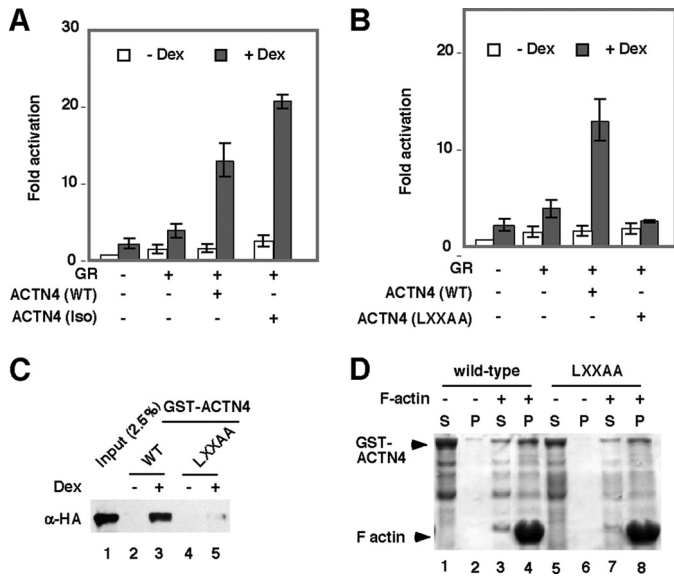 A
30
20
10
0
Fold activation
- Dex + Dex
GR - + + +
ACTN4 (WT) - - + -
ACTN4 (Iso) - - - +
B
20
10
0
Fold activation
- Dex + Dex
GR - + + +
ACTN4 (WT) - - + -
ACTN4 (LXXAA) - - - +
C
Input (2.5%)
GST-ACTN4
WT
LXXAA
Dex - + - +
α-HA
1 2 3 4 5
D
wild-type LXXAA
F-actin - - + + - - + +
S P S P S P S P
GST-
ACTN4
F actin
1 2 3 4 5 6 7 8